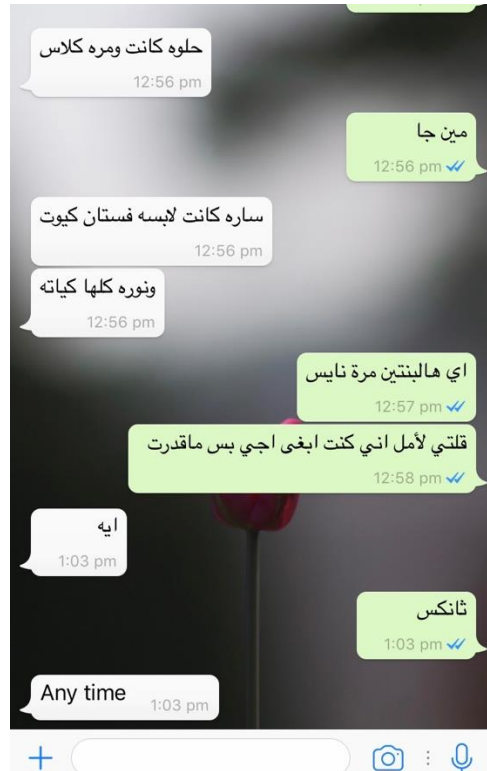 حلوه كانت ومره كلاس
12:56 pm
مين جا
12:56 pm
ساره كانت لابسه فستان كيوت
12:56 pm
ونوره كلها كياته
12:56 pm
اي هالبنتين مرة نايس
12:57 pm
قلتي لأمل اني كنت ابغى اجي بس ماقدرت
12:58 pm
ايه
1:03 pm
ثانكس
1:03 pm
Any time
1:03 pm